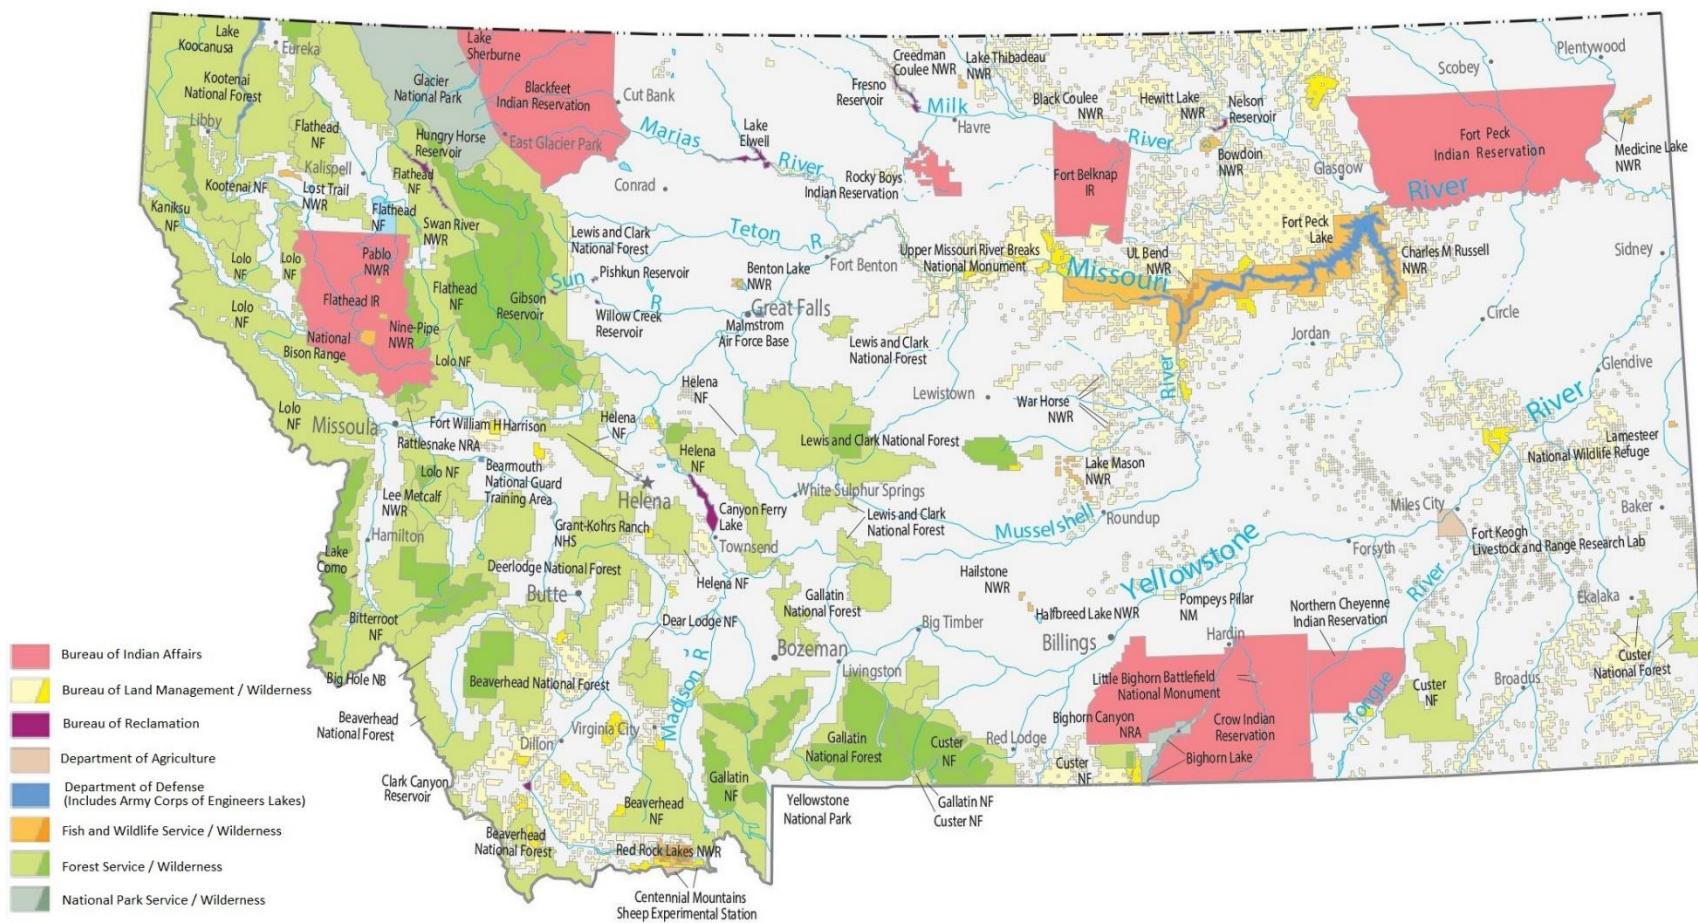 Lake
Koocanusa
Eureka
Kootenai
National Forest
Libby
Glacier
National Park
Lake
Sherburne
Blackfeet
Indian Reservation
Cut Bank
East Glacier Park
Hungry Horse
Reservoir
Flathead
NF
Kalispell
Kootenai NF
Lost Trail
NWR
Flathead
NF
Flathead
NF
Kaniksu
NF
Swan River
NWR
Pablo
NWR
Lolo
NF
Lolo
NF
Flathead IR
Flathead
NF
Lolo
NF
National
Bison Range
Nine-Pipe
NWR
Lolo NF
Gibson
Reservoir
Lewis and Clark
National Forest
Pishkun Reservoir
Willow Creek
Reservoir
Sun
R
Marias
River
Lake
Elwell
Conrad
Teton R
Benton Lake
NWR
Fort Benton
Great Falls
Malmstrom
Air Force Base
Creedman
Coulee NWR
Lake Thibadeau
NWR
Fresno
Reservoir
Milk
River
Havre
Black Coulee
NWR
Hewitt Lake
NWR
Nelson
Reservoir
Bowdoin
NWR
Glasgow
Rocky Boys
Indian Reservation
Fort Belknap
IR
Upper Missouri River Breaks
National Monument
Missouri
River
UL Bend
NWR
Fort Peck
Lake
Charles M Russell
NWR
Scobey
Plentywood
Fort Peck
Indian Reservation
Medicine Lake
NWR
River
Sidney
Circle
Jordan
Glendive
Lewis and Clark
National Forest
Lewistown
War Horse
NWR
River
Lolo
NF
Missoula
Fort William H Harrison
Rattlesnake NRA
Helena
NF
Helena
NF
Helena
NF
Lewis and Clark National Forest
Lolo NF
Bearmouth
National Guard
Training Area
Lee Metcalf
NWR
Helena
Canyon Ferry
Lake
White Sulphur Springs
Lewis and Clark
National Forest
Lake Mason
NWR
Musselshell
Roundup
Lamesteer
National Wildlife Refuge
Miles City
Baker
Hamilton
Grant-Kohrs Ranch
NHS
Townsend
Lake
Como
Deerlodge National Forest
Helena NF
Butte
Gallatin
National Forest
Hailstone
NWR
Yellowstone
Forsyth
Fort Keogh
Livestock and Range Research Lab
River
Ekalaka
Bitterroot
NF
Dear Lodge NF
Big Timber
Halfbreed Lake NWR
Pompeys Pillar
NM
Northern Cheyenne
Indian Reservation
Billings
Hardin
Bozeman
Livingston
Custer
National Forest
Big Hole NB
Beaverhead National Forest
Madison R
Little Bighorn Battlefield
National Monument
Tongue
Custer
NF
Broadus
Beaverhead
National Forest
Virginia City
Dillon
Gallatin
National Forest
Custer
NF
Red Lodge
Bighorn Canyon
NRA
Crow Indian
Reservation
Bighorn Lake
Custer
NF
Clark Canyon
Reservoir
Gallatin
NF
Beaverhead
NF
Yellowstone
National Park
Gallatin NF
Custer NF
Beaverhead
National Forest
Red Rock Lakes NWR
Centennial Mountains
Sheep Experimental Station
Bureau of Indian Affairs
Bureau of Land Management / Wilderness
Bureau of Reclamation
Department of Agriculture
Department of Defense
(Includes Army Corps of Engineers Lakes)
Fish and Wildlife Service / Wilderness
Forest Service / Wilderness
National Park Service / Wilderness